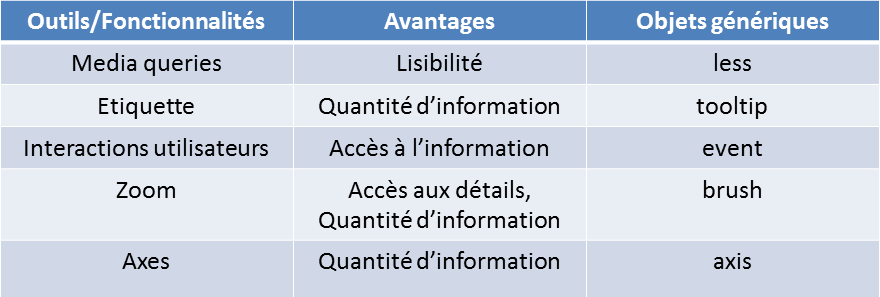 Outils/Fonctionnalités Avantages Objets génériques
Media queries Lisibilité less
Etiquette Quantité d’information tooltip
Interactions utilisateurs Accès à l’information event
Zoom Accès aux détails, brush
Quantité d’information
Axes Quantité d’information axis